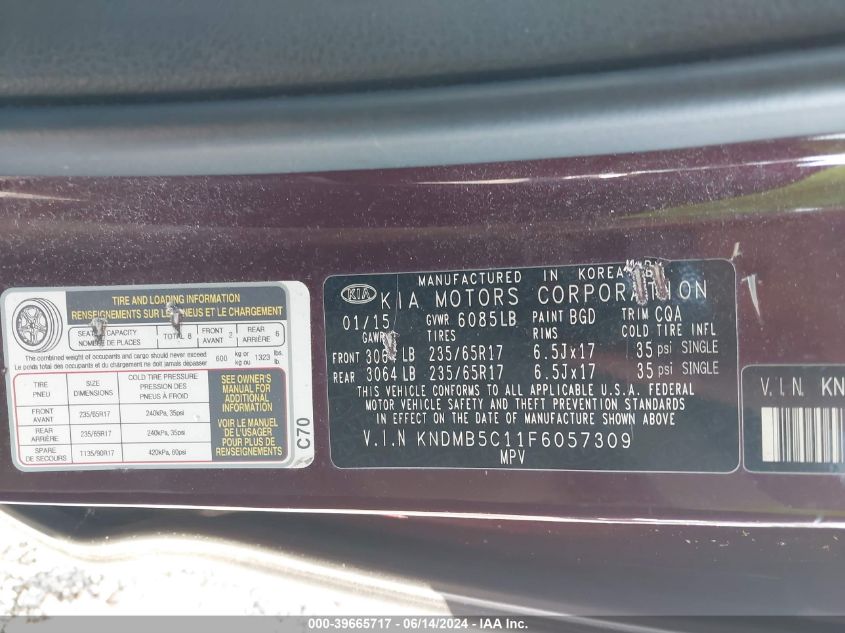 TIRE AND LOADING INFORMATION
RENSEIGNEMENTS SUR LES PNEUS ET LE CHARGEMENT
SEATING CAPACITY
NOMBRE DE PLACES
TOTAL 8
FRONT
AVANT 2
REAR
ARRIÈRE 6
The combined weight of occupants and cargo should never exceed
Le poids total des occupants et du chargement ne doit jamais dépasser
600 kg or kg ou 1323 lbs. lb.
TIRE
PNEU
SIZE
DIMENSIONS
COLD TIRE PRESSURE
PRESSION DES
PNEUS À FROID
FRONT
AVANT
235/65R17
240kPa, 35psi
REAR
ARRIÈRE
235/65R17
240kPa, 35psi
SPARE
DE SECOURS
T135/90R17
420kPa, 60psi
SEE OWNER'S
MANUAL FOR
ADDITIONAL
INFORMATION
VOIR LE MANUEL
DE L'USAGER
POUR PLUS DE
RENSEIGNEMENTS
C70
MANUFACTURED IN KOREA
KIA KIA MOTORS CORPORATION
01/15 GVWR 6085LB PAINT BGD TRIM CQA
GAWR TIRES RIMS COLD TIRE INFL
FRONT 3064 LB 235/65R17 6.5Jx17 35 psi SINGLE
REAR 3064 LB 235/65R17 6.5Jx17 35 psi SINGLE
THIS VEHICLE CONFORMS TO ALL APPLICABLE U.S.A. FEDERAL
MOTOR VEHICLE SAFETY AND THEFT PREVENTION STANDARDS
IN EFFECT ON THE DATE OF MANUFACTURE SHOWN ABOVE
V.I.N KNDMB5C11F6057309
MPV
V.I.N. KN
000-39665717 - 06/14/2024 - IAA Inc.